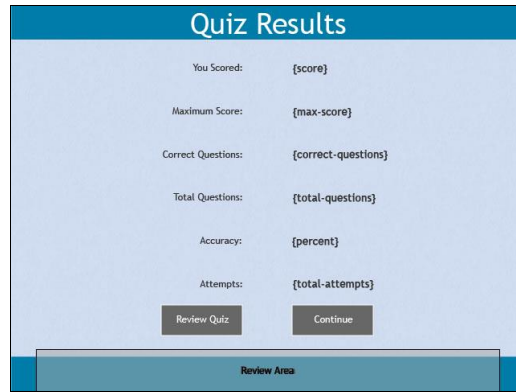 Quiz Results
You Scored: {score}
Maximum Score: {max-score}
Correct Questions: {correct-questions}
Total Questions: {total-questions}
Accuracy: {percent}
Attempts: {total-attempts}
Review Quiz Continue
Review Area